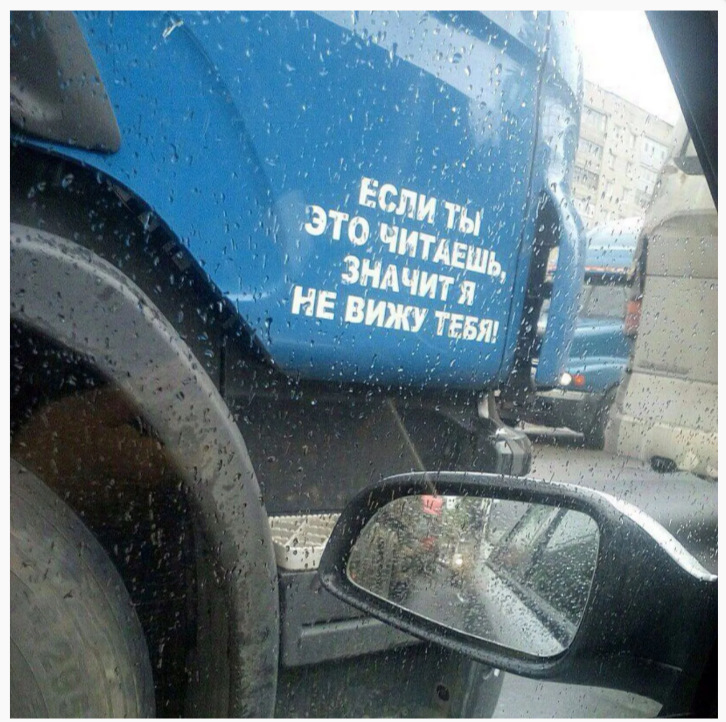 ЕСЛИ ТЫ
ЭТО ЧИТАЕШЬ,
ЗНАЧИТ Я
НЕ ВИЖУ ТЕБЯ!